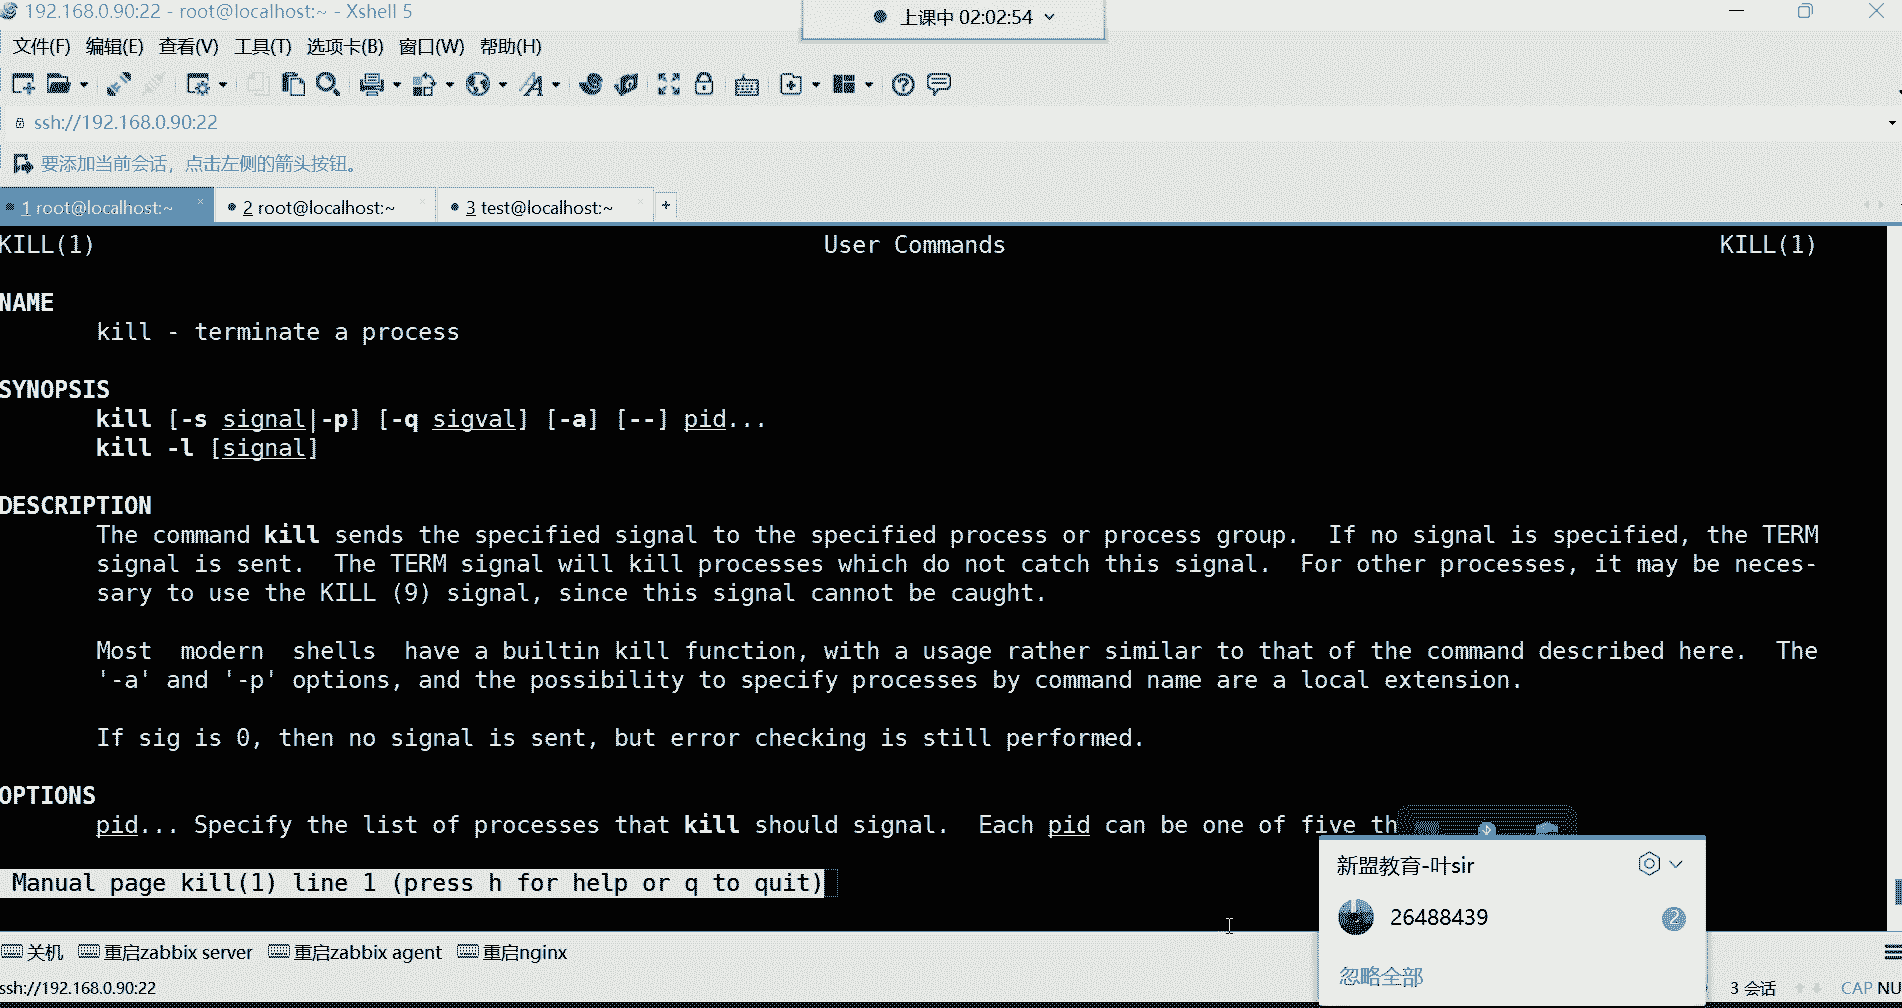 192.168.0.90:22 - root@localhost:~ - Xshell 5
上课中 02:02:54
文件(F) 编辑(E) 查看(V) 工具(T) 选项卡(B) 窗口(W) 帮助(H)
ssh://192.168.0.90:22
要添加当前会话，点击左侧的箭头按钮。
1 root@localhost:~ 2 root@localhost:~ 3 test@localhost:~
KILL(1) User Commands KILL(1)
NAME
kill - terminate a process
SYNOPSIS
kill [-s signal|-p] [-q sigval] [-a] [--] pid...
kill -l [signal]
DESCRIPTION
The command kill sends the specified signal to the specified process or process group. If no signal is specified, the TERM
signal is sent. The TERM signal will kill processes which do not catch this signal. For other processes, it may be neces-
sary to use the KILL (9) signal, since this signal cannot be caught.
Most modern shells have a builtin kill function, with a usage rather similar to that of the command described here. The
'-a' and '-p' options, and the possibility to specify processes by command name are a local extension.
If sig is 0, then no signal is sent, but error checking is still performed.
OPTIONS
pid... Specify the list of processes that kill should signal. Each pid can be one of five th
Manual page kill(1) line 1 (press h for help or q to quit)
新盟教育-叶sir
26488439 2
忽略全部
关机 重启zabbix server 重启zabbix agent 重启nginx
ssh://192.168.0.90:22 3 会话 CAP NU